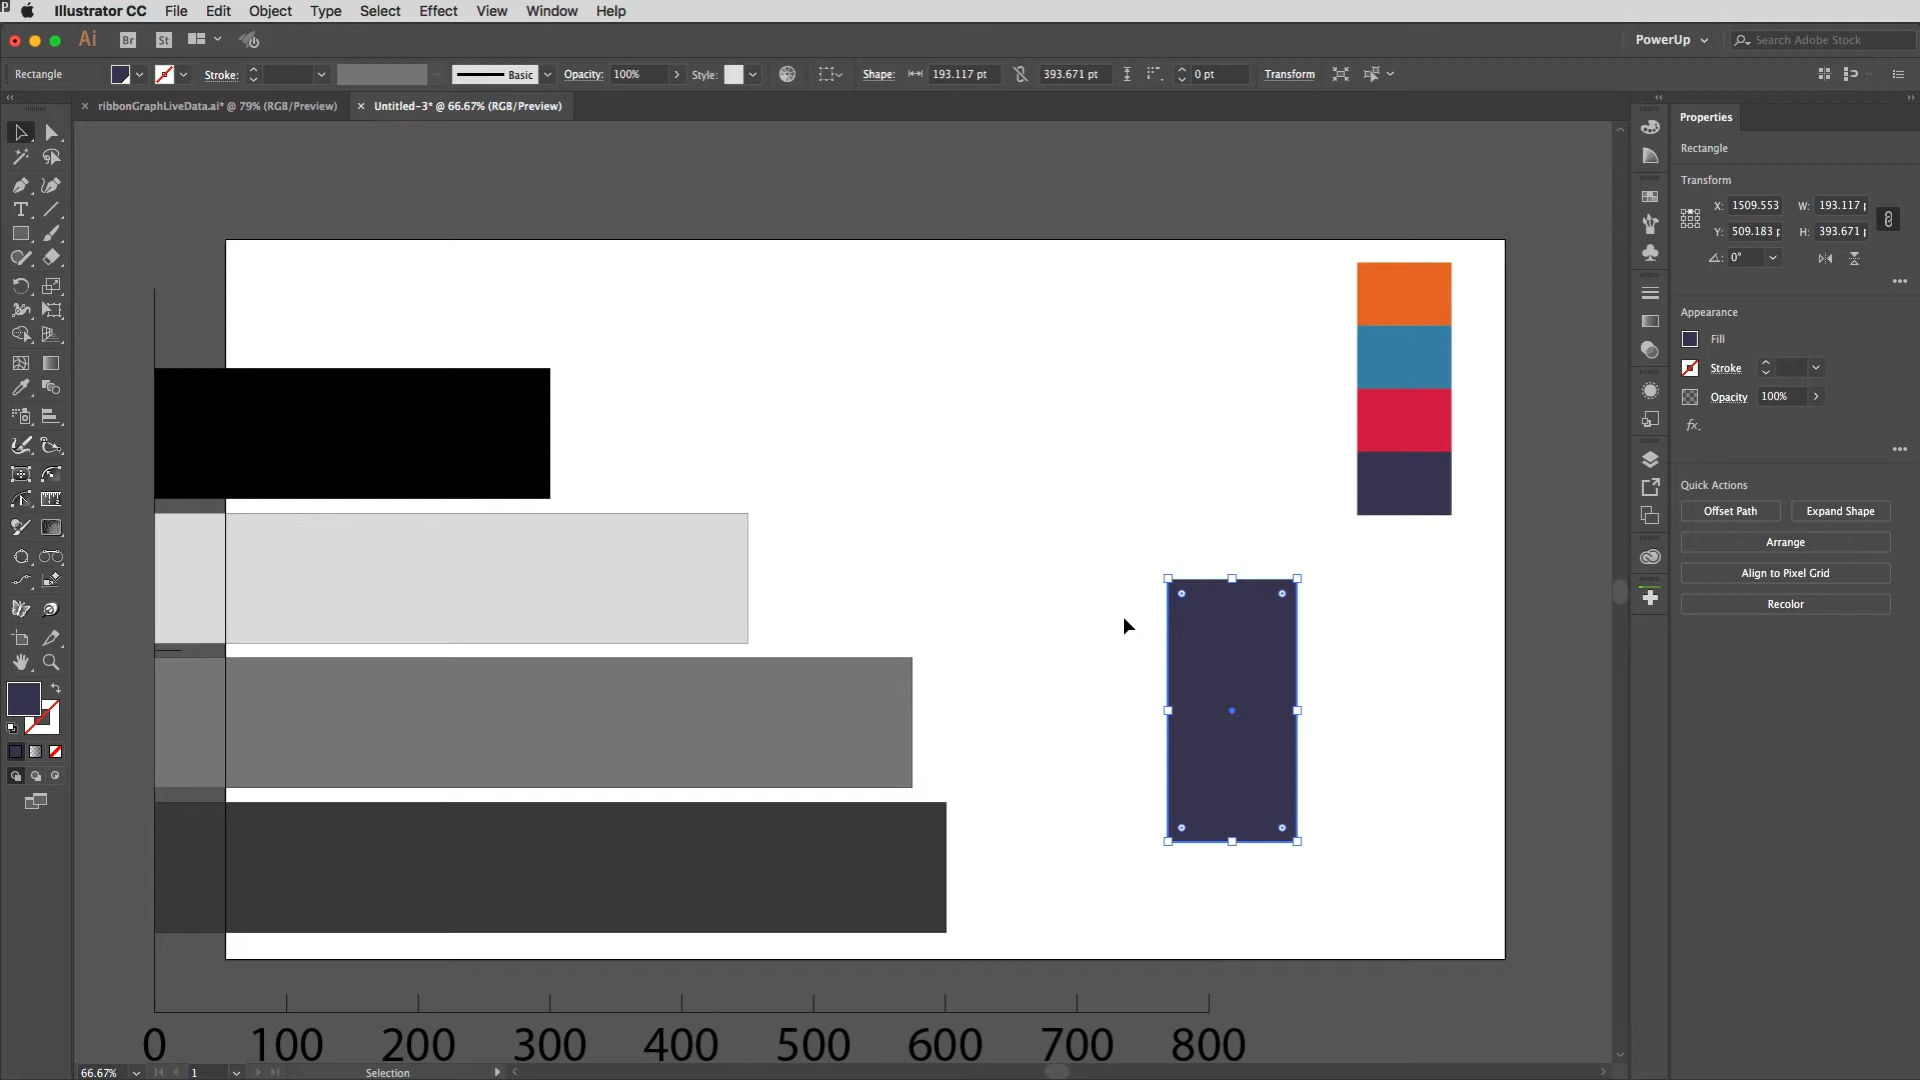 Illustrator CC File Edit Object Type Select Effect View Window Help
Ai Br St PowerUp Search Adobe Stock
Rectangle Stroke: Basic Opacity: 100% Style: Shape: 193.117 pt 393.671 pt 0 pt Transform
× ribbonGraphLiveData.ai* @ 79% (RGB/Preview) × Untitled-3* @ 66.67% (RGB/Preview)
Properties
Rectangle
Transform
X: 1509.553 W: 193.117 p
Y: 509.183 p H: 393.671 p
0°
Appearance
Fill
Stroke
Opacity 100%
fx.
Quick Actions
Offset Path Expand Shape
Arrange
Align to Pixel Grid
Recolor
0 100 200 300 400 500 600 700 800
66.67% 1 Selection